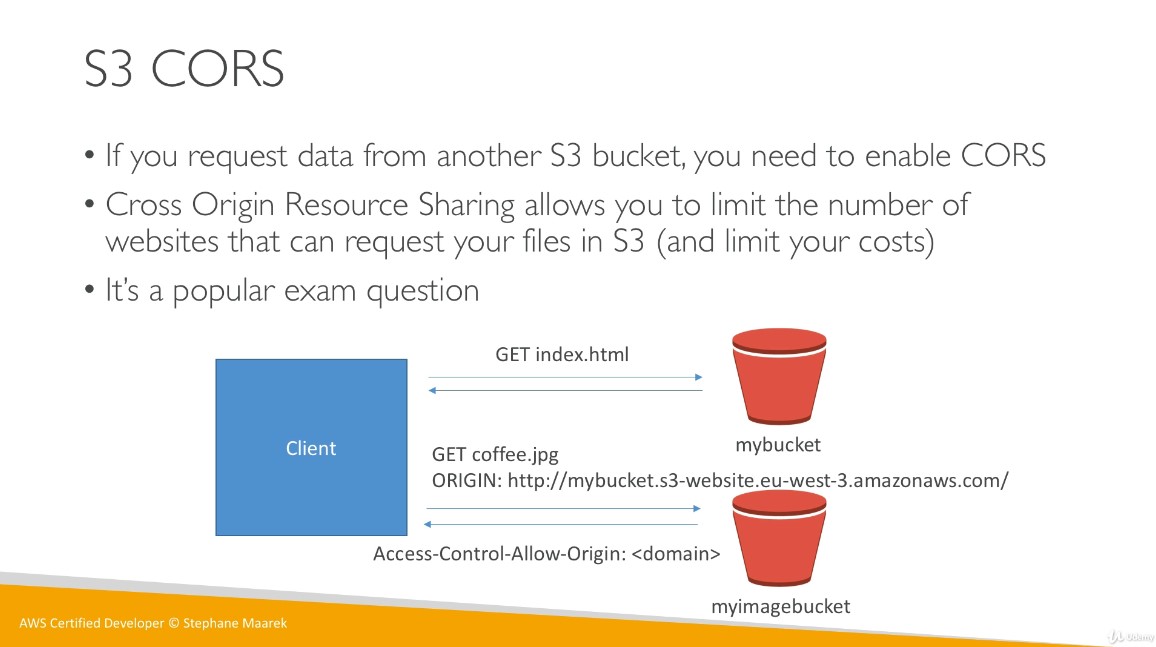 S3 CORS
• If you request data from another S3 bucket, you need to enable CORS
• Cross Origin Resource Sharing allows you to limit the number of
websites that can request your files in S3 (and limit your costs)
• It's a popular exam question
GET index.html
Client
mybucket
GET coffee.jpg
ORIGIN: http://mybucket.s3-website.eu-west-3.amazonaws.com/
Access-Control-Allow-Origin: <domain>
myimagebucket
AWS Certified Developer © Stephane Maarek
Udemy